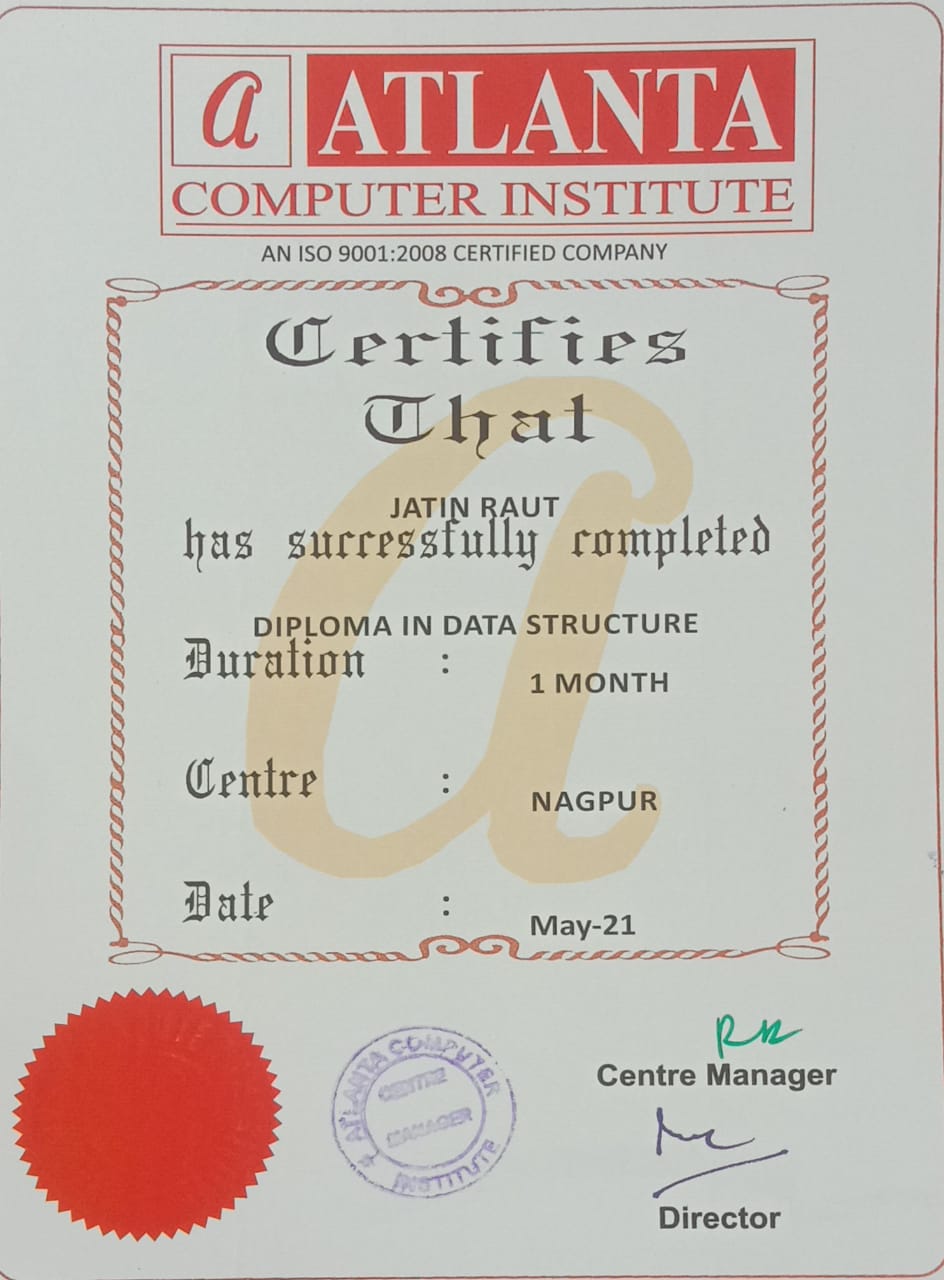 a ATLANTA
COMPUTER INSTITUTE
AN ISO 9001:2008 CERTIFIED COMPANY
Certifies
That
JATIN RAUT
has successfully completed
DIPLOMA IN DATA STRUCTURE
Duration : 1 MONTH
Centre : NAGPUR
Date : May-21
ATLANTA COMPUTER
CENTRE
MANAGER
INSTITUTE
Centre Manager
Director